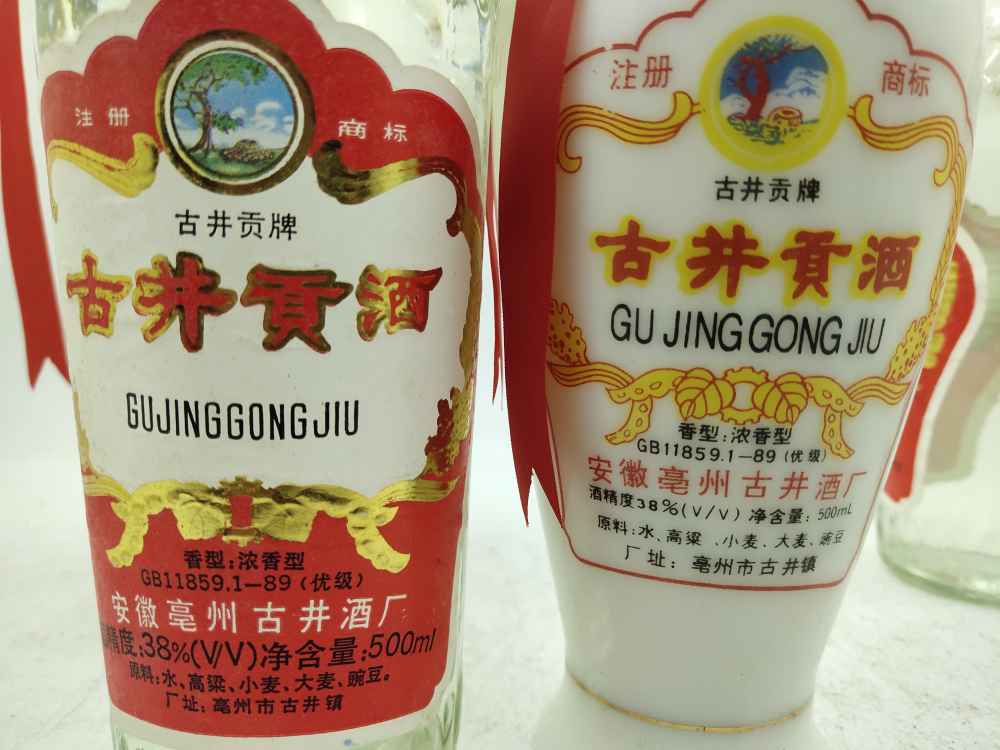 注册 商标
古井贡牌
古井贡酒
GUJINGGONGJIU
香型:浓香型
GB11859.1—89(优级)
安徽亳州古井酒厂
精度:38%(V/V)净含量:500ml
原料:水、高粱、小麦、大麦、豌豆。
厂址:亳州市古井镇
注册 商标
古井贡牌
古井贡酒
GU JING GONG JIU
香型:浓香型
GB11859.1—89(优级)
安徽亳州古井酒厂
酒精度38%(V/V) 净含量:500mL
原料:水、高粱、小麦、大麦、豌豆
厂址:亳州市古井镇